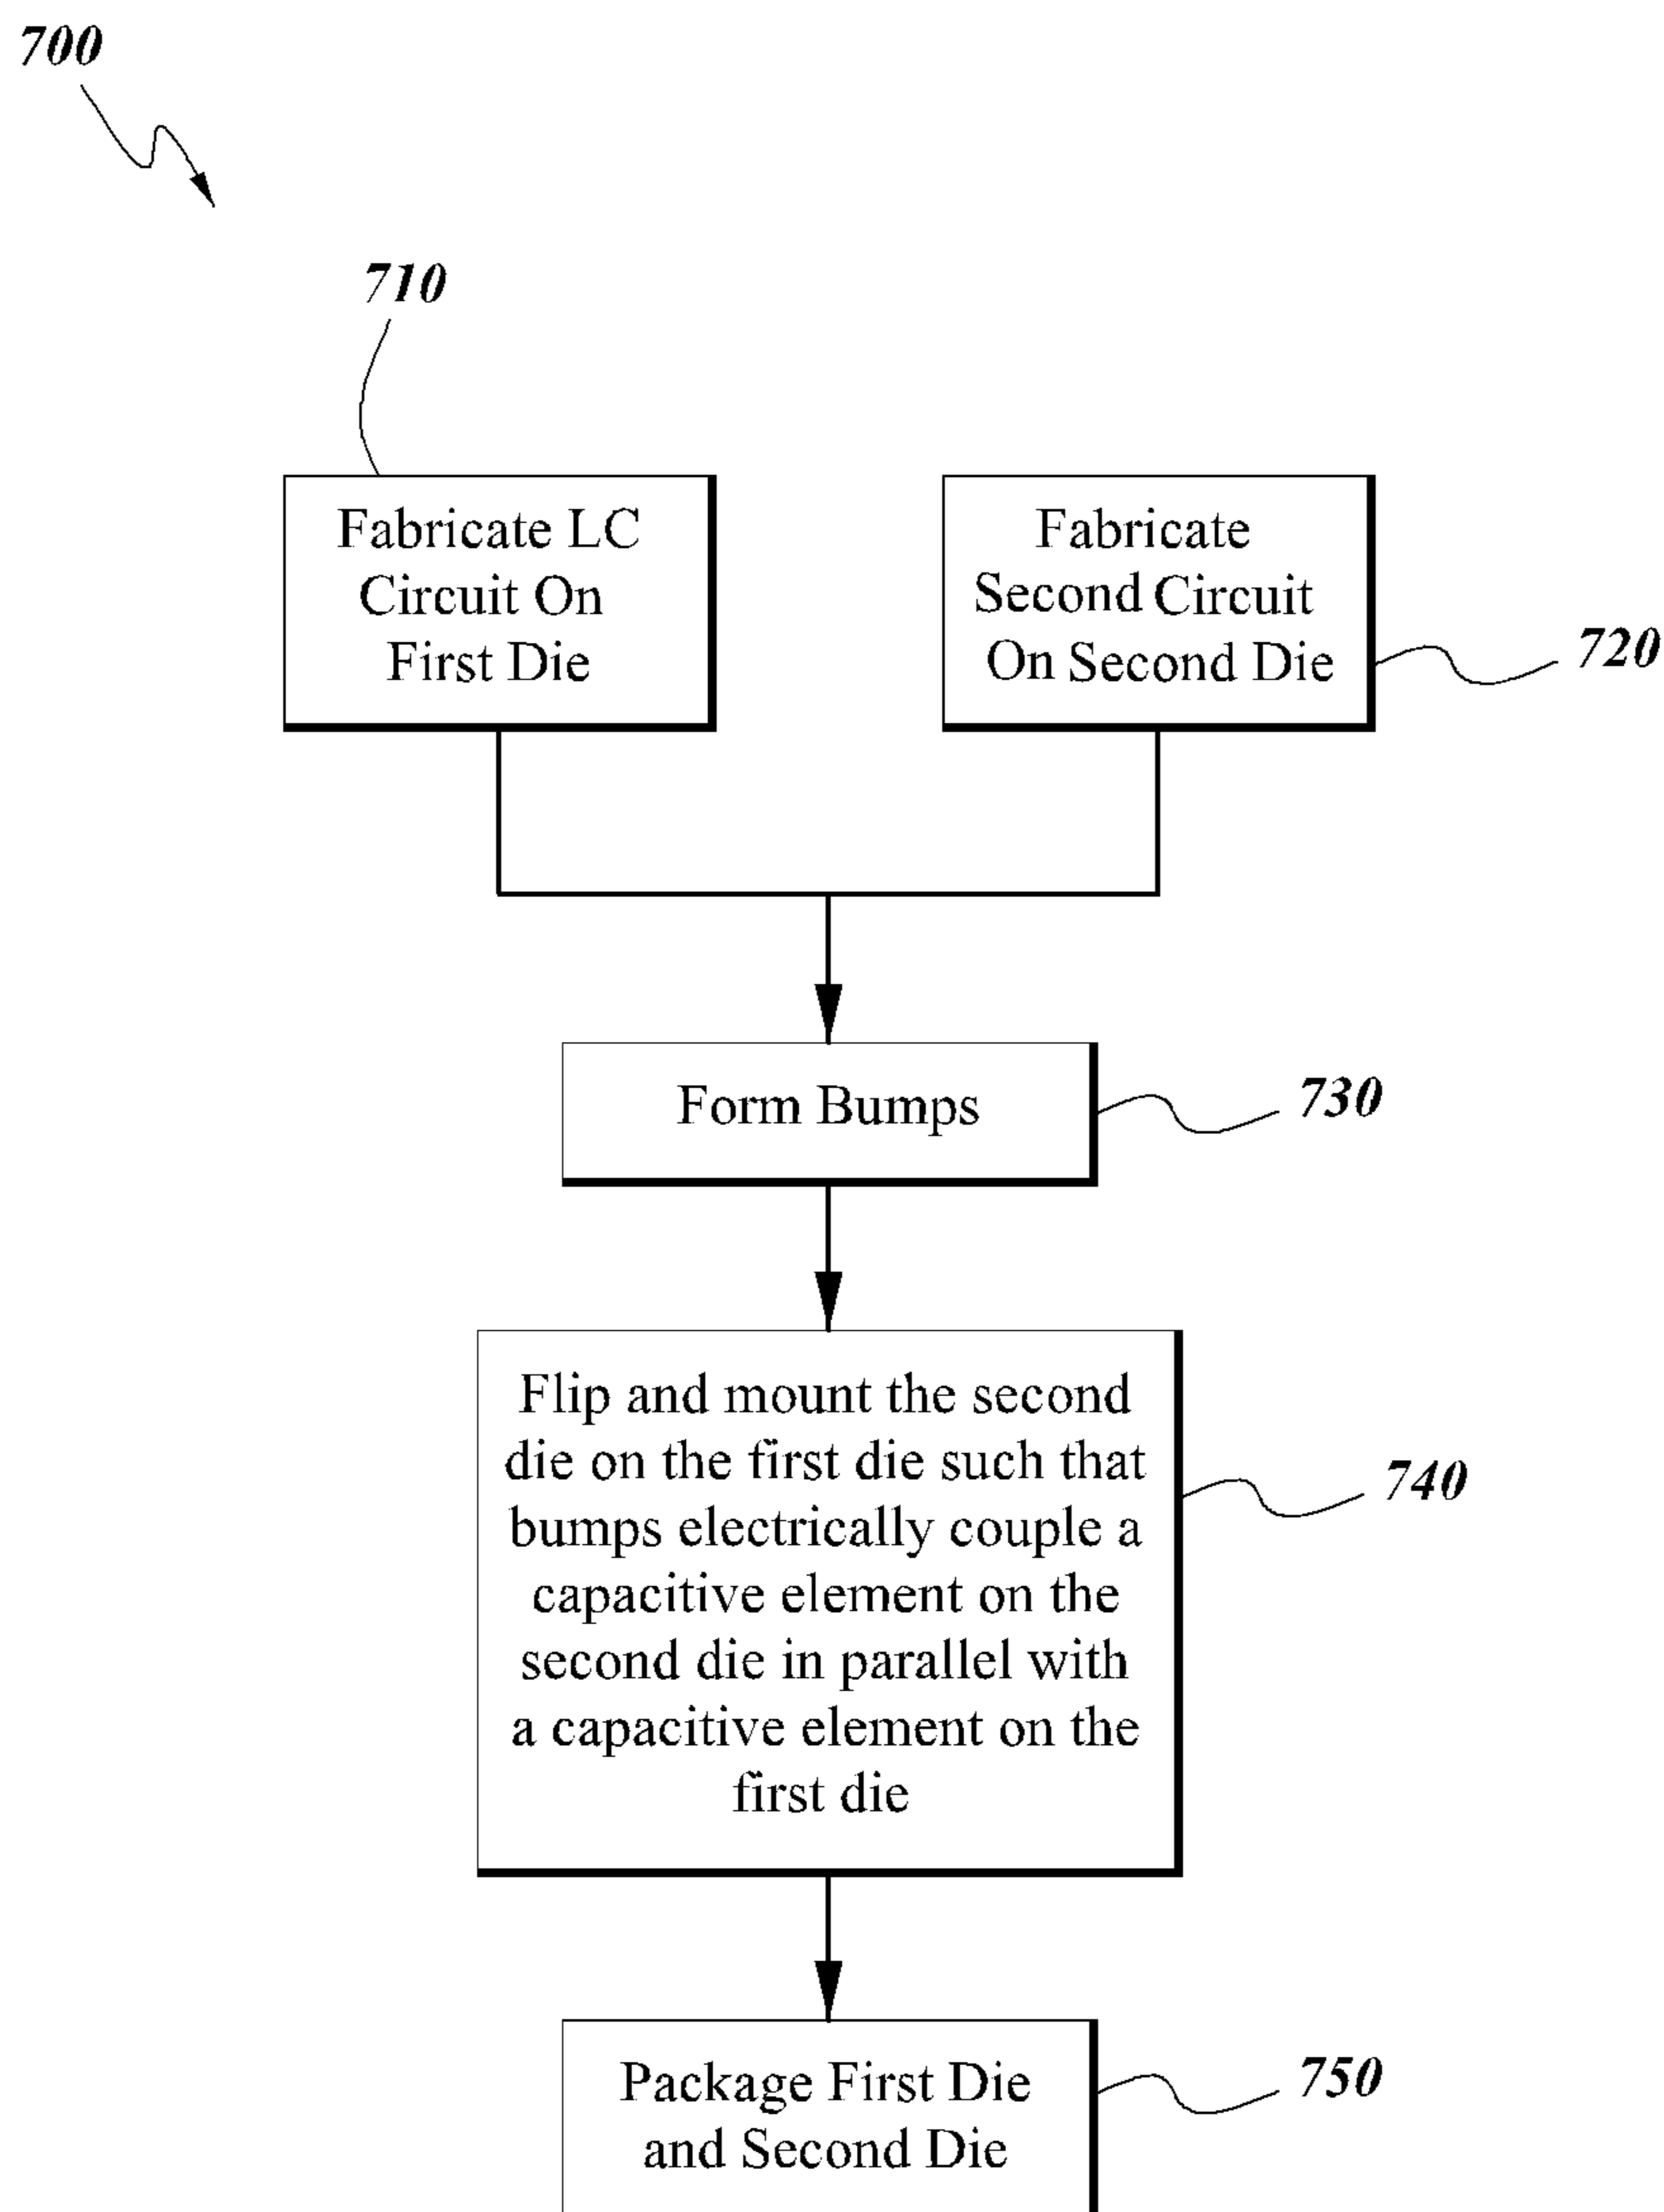 700
710
Fabricate LC
Circuit On
First Die
Fabricate
Second Circuit
On Second Die
720
Form Bumps
730
Flip and mount the second
die on the first die such that
bumps electrically couple a
capacitive element on the
second die in parallel with
a capacitive element on the
first die
740
Package First Die
and Second Die
750